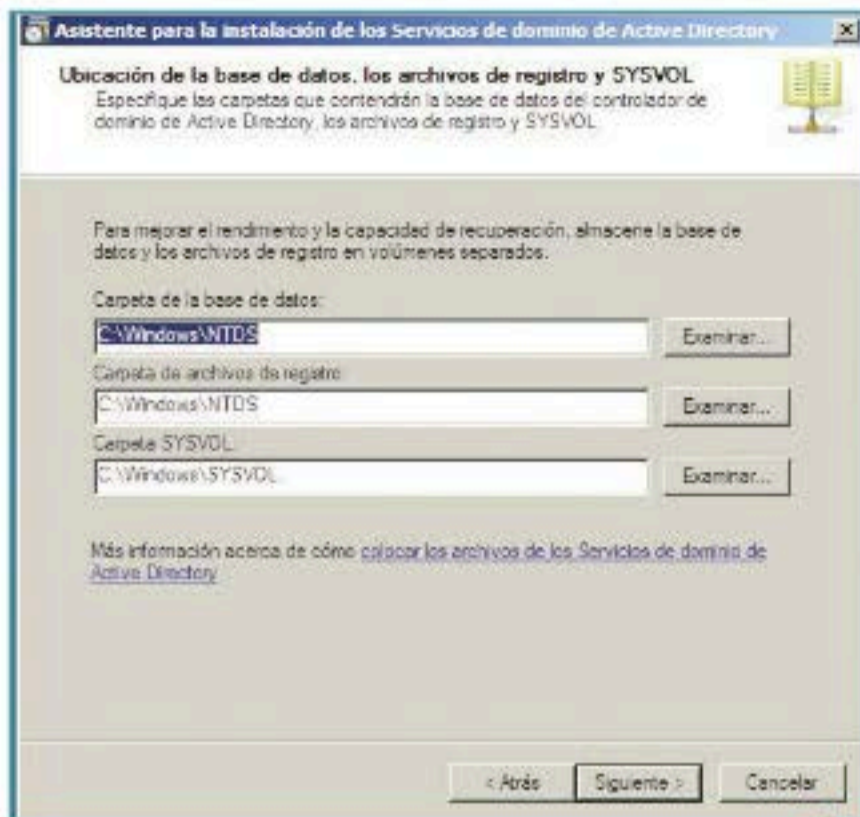 Asistente para la instalación de los Servicios de dominio de Active Directory
Ubicación de la base de datos, los archivos de registro y SYSVOL
Especifique las carpetas que contendrán la base de datos del controlador de
dominio de Active Directory, los archivos de registro y SYSVOL.
Para mejorar el rendimiento y la capacidad de recuperación, almacene la base de
datos y los archivos de registro en volúmenes separados.
Carpeta de la base de datos:
C:\Windows\NTDS
Examinar...
Carpeta de archivos de registro:
C:\Windows\NTDS
Examinar...
Carpeta SYSVOL:
C:\Windows\SYSVOL
Examinar...
Más información acerca de cómo colocar los archivos de los Servicios de dominio de
Active Directory
< Atrás
Siguiente >
Cancelar